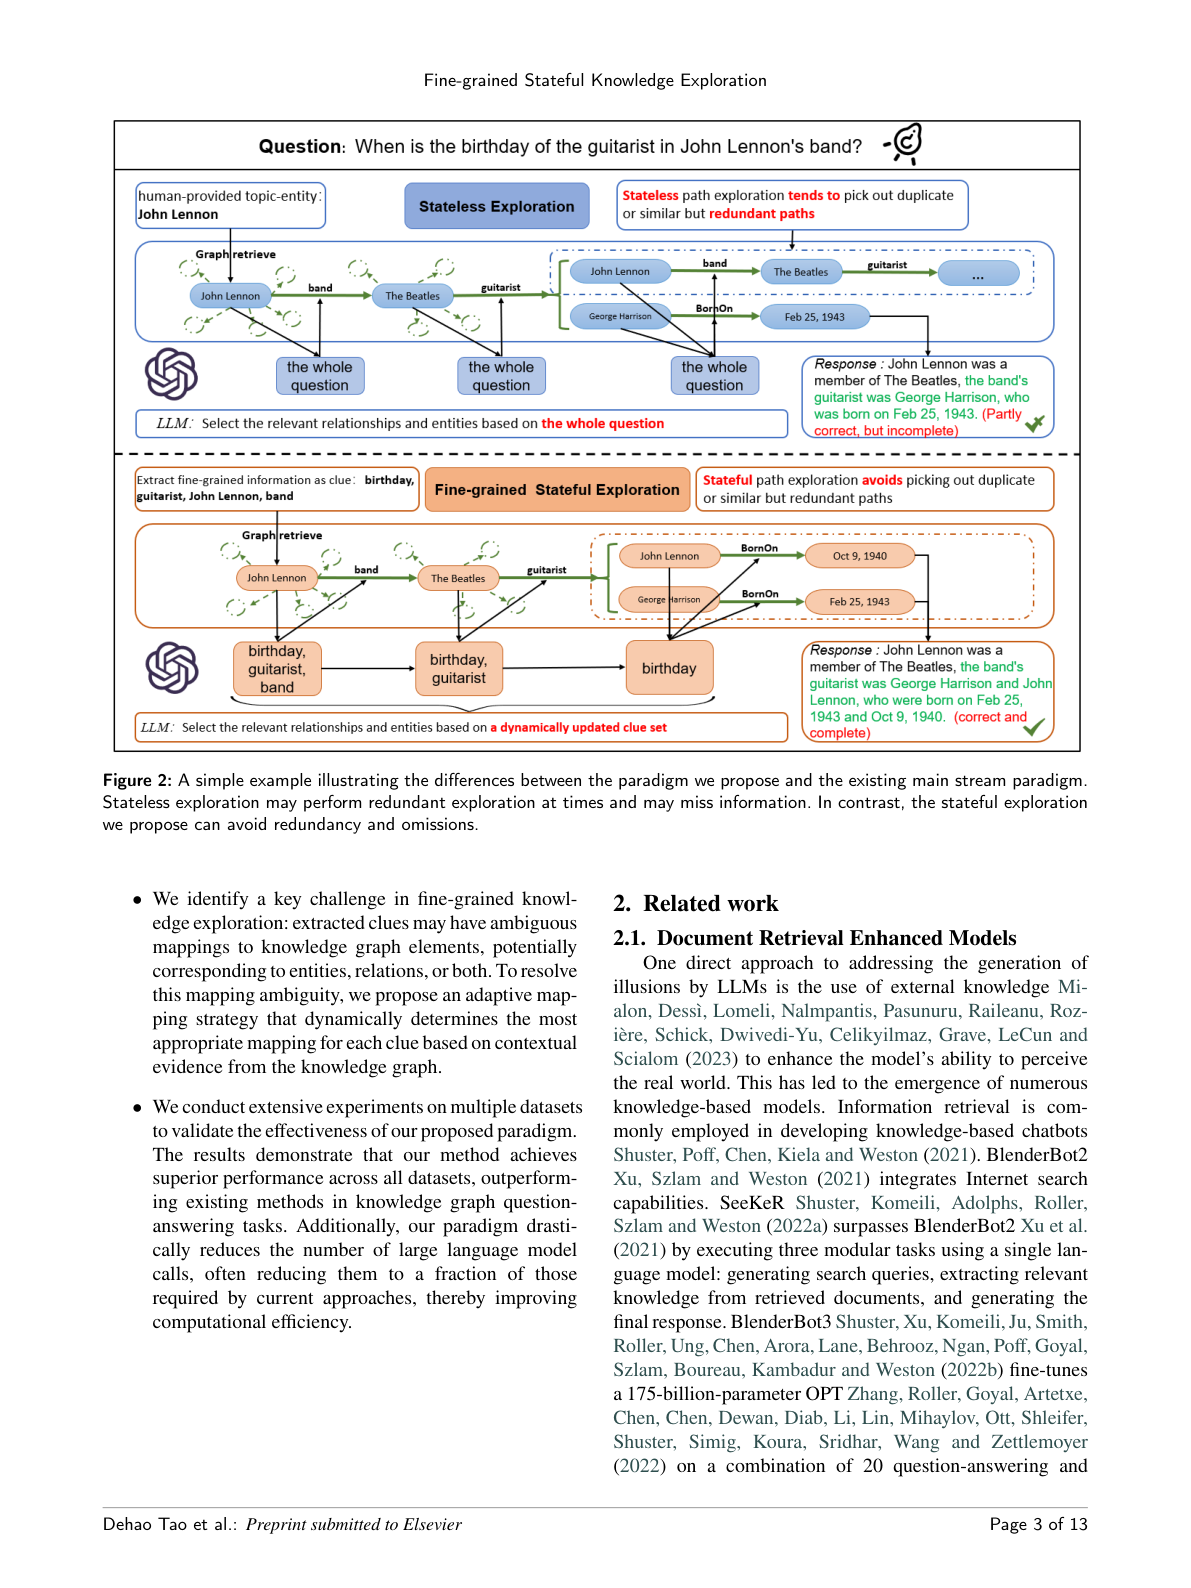 Fine-grained Stateful Knowledge Exploration
Question: When is the birthday of the guitarist in John Lennon's band?
human-provided topic-entity:
John Lennon
Stateless Exploration
Stateless path exploration tends to pick out duplicate
or similar but redundant paths
Graph retrieve
John Lennon
band
The Beatles
guitarist
John Lennon
band
The Beatles
guitarist
...
George Harrison
BornOn
Feb 25, 1943
the whole
question
the whole
question
the whole
question
Response : John Lennon was a
member of The Beatles, the band's
guitarist was George Harrison, who
was born on Feb 25, 1943. (Partly
correct, but incomplete)
LLM: Select the relevant relationships and entities based on the whole question
Extract fine-grained information as clue: birthday,
guitarist, John Lennon, band
Fine-grained Stateful Exploration
Stateful path exploration avoids picking out duplicate
or similar but redundant paths
Graph retrieve
John Lennon
band
The Beatles
guitarist
John Lennon
BornOn
Oct 9, 1940
George Harrison
BornOn
Feb 25, 1943
birthday,
guitarist,
band
birthday,
guitarist
birthday
Response : John Lennon was a
member of The Beatles, the band's
guitarist was George Harrison and John
Lennon, who were born on Feb 25,
1943 and Oct 9, 1940. (correct and
complete)
LLM: Select the relevant relationships and entities based on a dynamically updated clue set
Figure 2: A simple example illustrating the differences between the paradigm we propose and the existing main stream paradigm.
Stateless exploration may perform redundant exploration at times and may miss information. In contrast, the stateful exploration
we propose can avoid redundancy and omissions.
• We identify a key challenge in fine-grained knowl-
edge exploration: extracted clues may have ambiguous
mappings to knowledge graph elements, potentially
corresponding to entities, relations, or both. To resolve
this mapping ambiguity, we propose an adaptive map-
ping strategy that dynamically determines the most
appropriate mapping for each clue based on contextual
evidence from the knowledge graph.
• We conduct extensive experiments on multiple datasets
to validate the effectiveness of our proposed paradigm.
The results demonstrate that our method achieves
superior performance across all datasets, outperform-
ing existing methods in knowledge graph question-
answering tasks. Additionally, our paradigm drasti-
cally reduces the number of large language model
calls, often reducing them to a fraction of those
required by current approaches, thereby improving
computational efficiency.
2. Related work
2.1. Document Retrieval Enhanced Models
One direct approach to addressing the generation of
illusions by LLMs is the use of external knowledge Mi-
alon, Dessì, Lomeli, Nalmpantis, Pasunuru, Raileanu, Roz-
ière, Schick, Dwivedi-Yu, Celikyilmaz, Grave, LeCun and
Scialom (2023) to enhance the model's ability to perceive
the real world. This has led to the emergence of numerous
knowledge-based models. Information retrieval is com-
monly employed in developing knowledge-based chatbots
Shuster, Poff, Chen, Kiela and Weston (2021). BlenderBot2
Xu, Szlam and Weston (2021) integrates Internet search
capabilities. SeeKeR Shuster, Komeili, Adolphs, Roller,
Szlam and Weston (2022a) surpasses BlenderBot2 Xu et al.
(2021) by executing three modular tasks using a single lan-
guage model: generating search queries, extracting relevant
knowledge from retrieved documents, and generating the
final response. BlenderBot3 Shuster, Xu, Komeili, Ju, Smith,
Roller, Ung, Chen, Arora, Lane, Behrooz, Ngan, Poff, Goyal,
Szlam, Boureau, Kambadur and Weston (2022b) fine-tunes
a 175-billion-parameter OPT Zhang, Roller, Goyal, Artetxe,
Chen, Chen, Dewan, Diab, Li, Lin, Mihaylov, Ott, Shleifer,
Shuster, Simig, Koura, Sridhar, Wang and Zettlemoyer
(2022) on a combination of 20 question-answering and
Dehao Tao et al.: Preprint submitted to Elsevier
Page 3 of 13